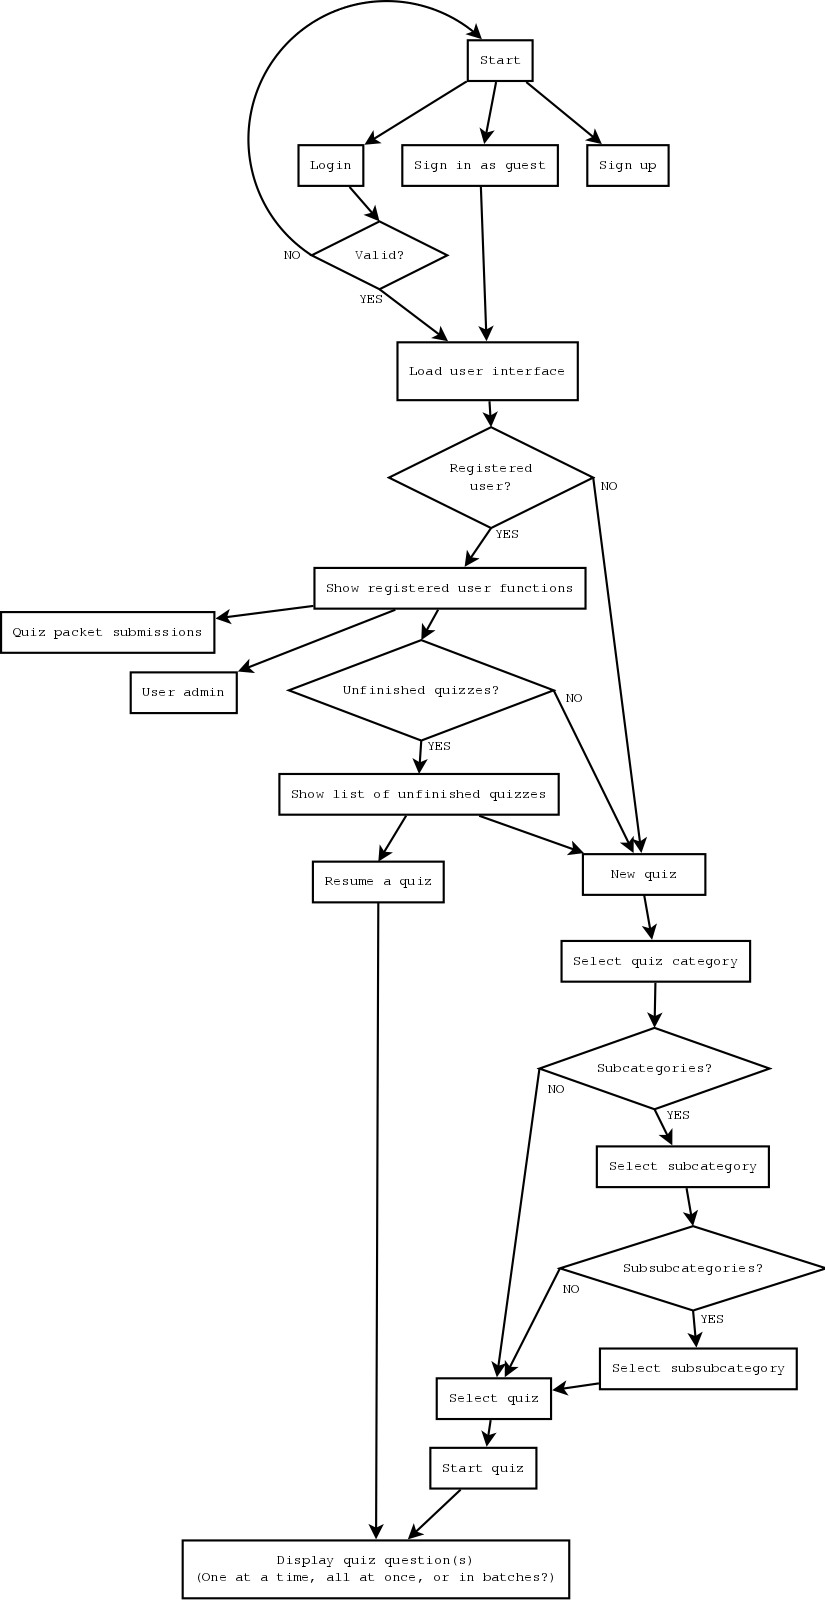 Start
Login
Sign in as guest
Sign up
Valid?
NO
YES
Load user interface
Registered
user?
NO
YES
Show registered user functions
Quiz packet submissions
User admin
Unfinished quizzes?
NO
YES
Show list of unfinished quizzes
Resume a quiz
New quiz
Select quiz category
Subcategories?
NO
YES
Select subcategory
Subsubcategories?
NO
YES
Select subsubcategory
Select quiz
Start quiz
Display quiz question(s)
(One at a time, all at once, or in batches?)